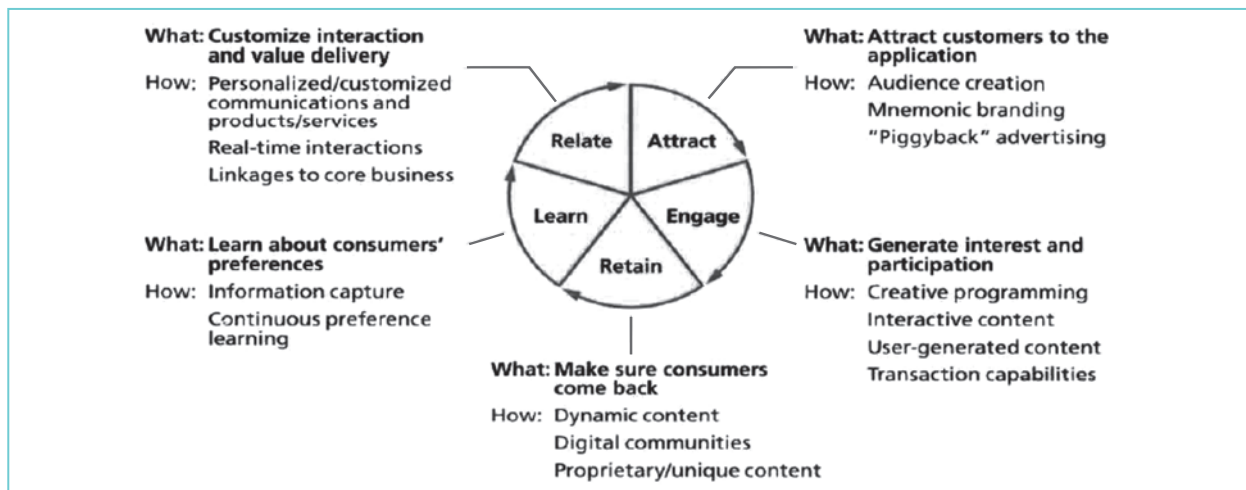 What: Customize interaction
and value delivery
How: Personalized/customized
communications and
products/services
Real-time interactions
Linkages to core business
What: Attract customers to the
application
How: Audience creation
Mnemonic branding
"Piggyback" advertising
Relate
Attract
Learn
Engage
Retain
What: Learn about consumers'
preferences
How: Information capture
Continuous preference
learning
What: Generate interest and
participation
How: Creative programming
Interactive content
User-generated content
Transaction capabilities
What: Make sure consumers
come back
How: Dynamic content
Digital communities
Proprietary/unique content